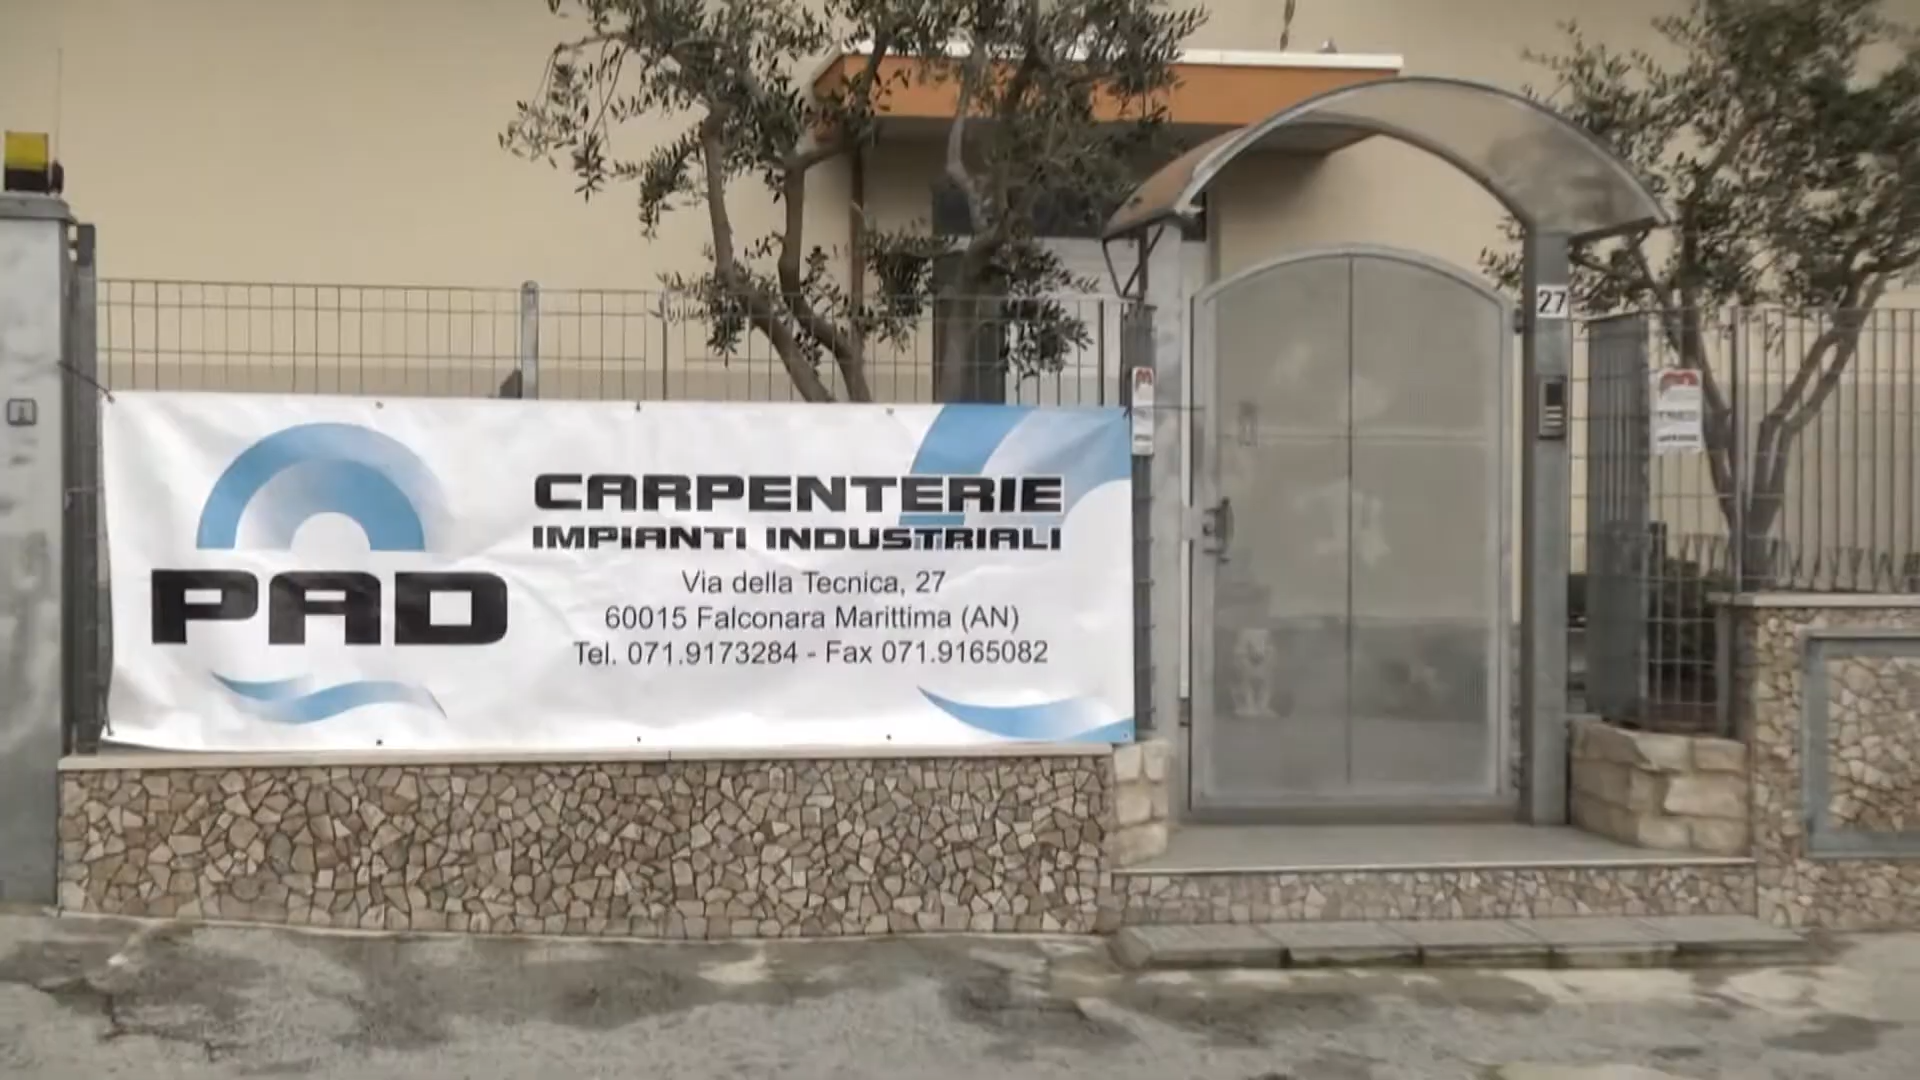 PAD
CARPENTERIE
IMPIANTI INDUSTRIALI
Via della Tecnica, 27
60015 Falconara Marittima (AN)
Tel. 071.9173284 - Fax 071.9165082
27